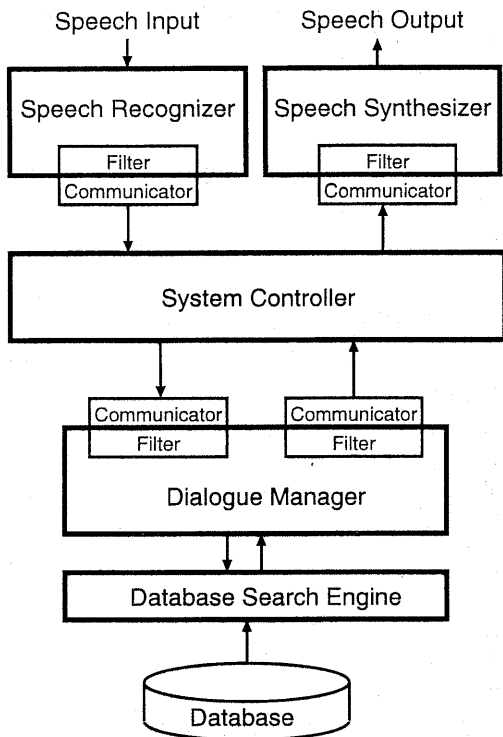 Speech Input
Speech Output
Speech Recognizer
Speech Synthesizer
Filter
Filter
Communicator
Communicator
System Controller
Communicator
Communicator
Filter
Filter
Dialogue Manager
Database Search Engine
Database